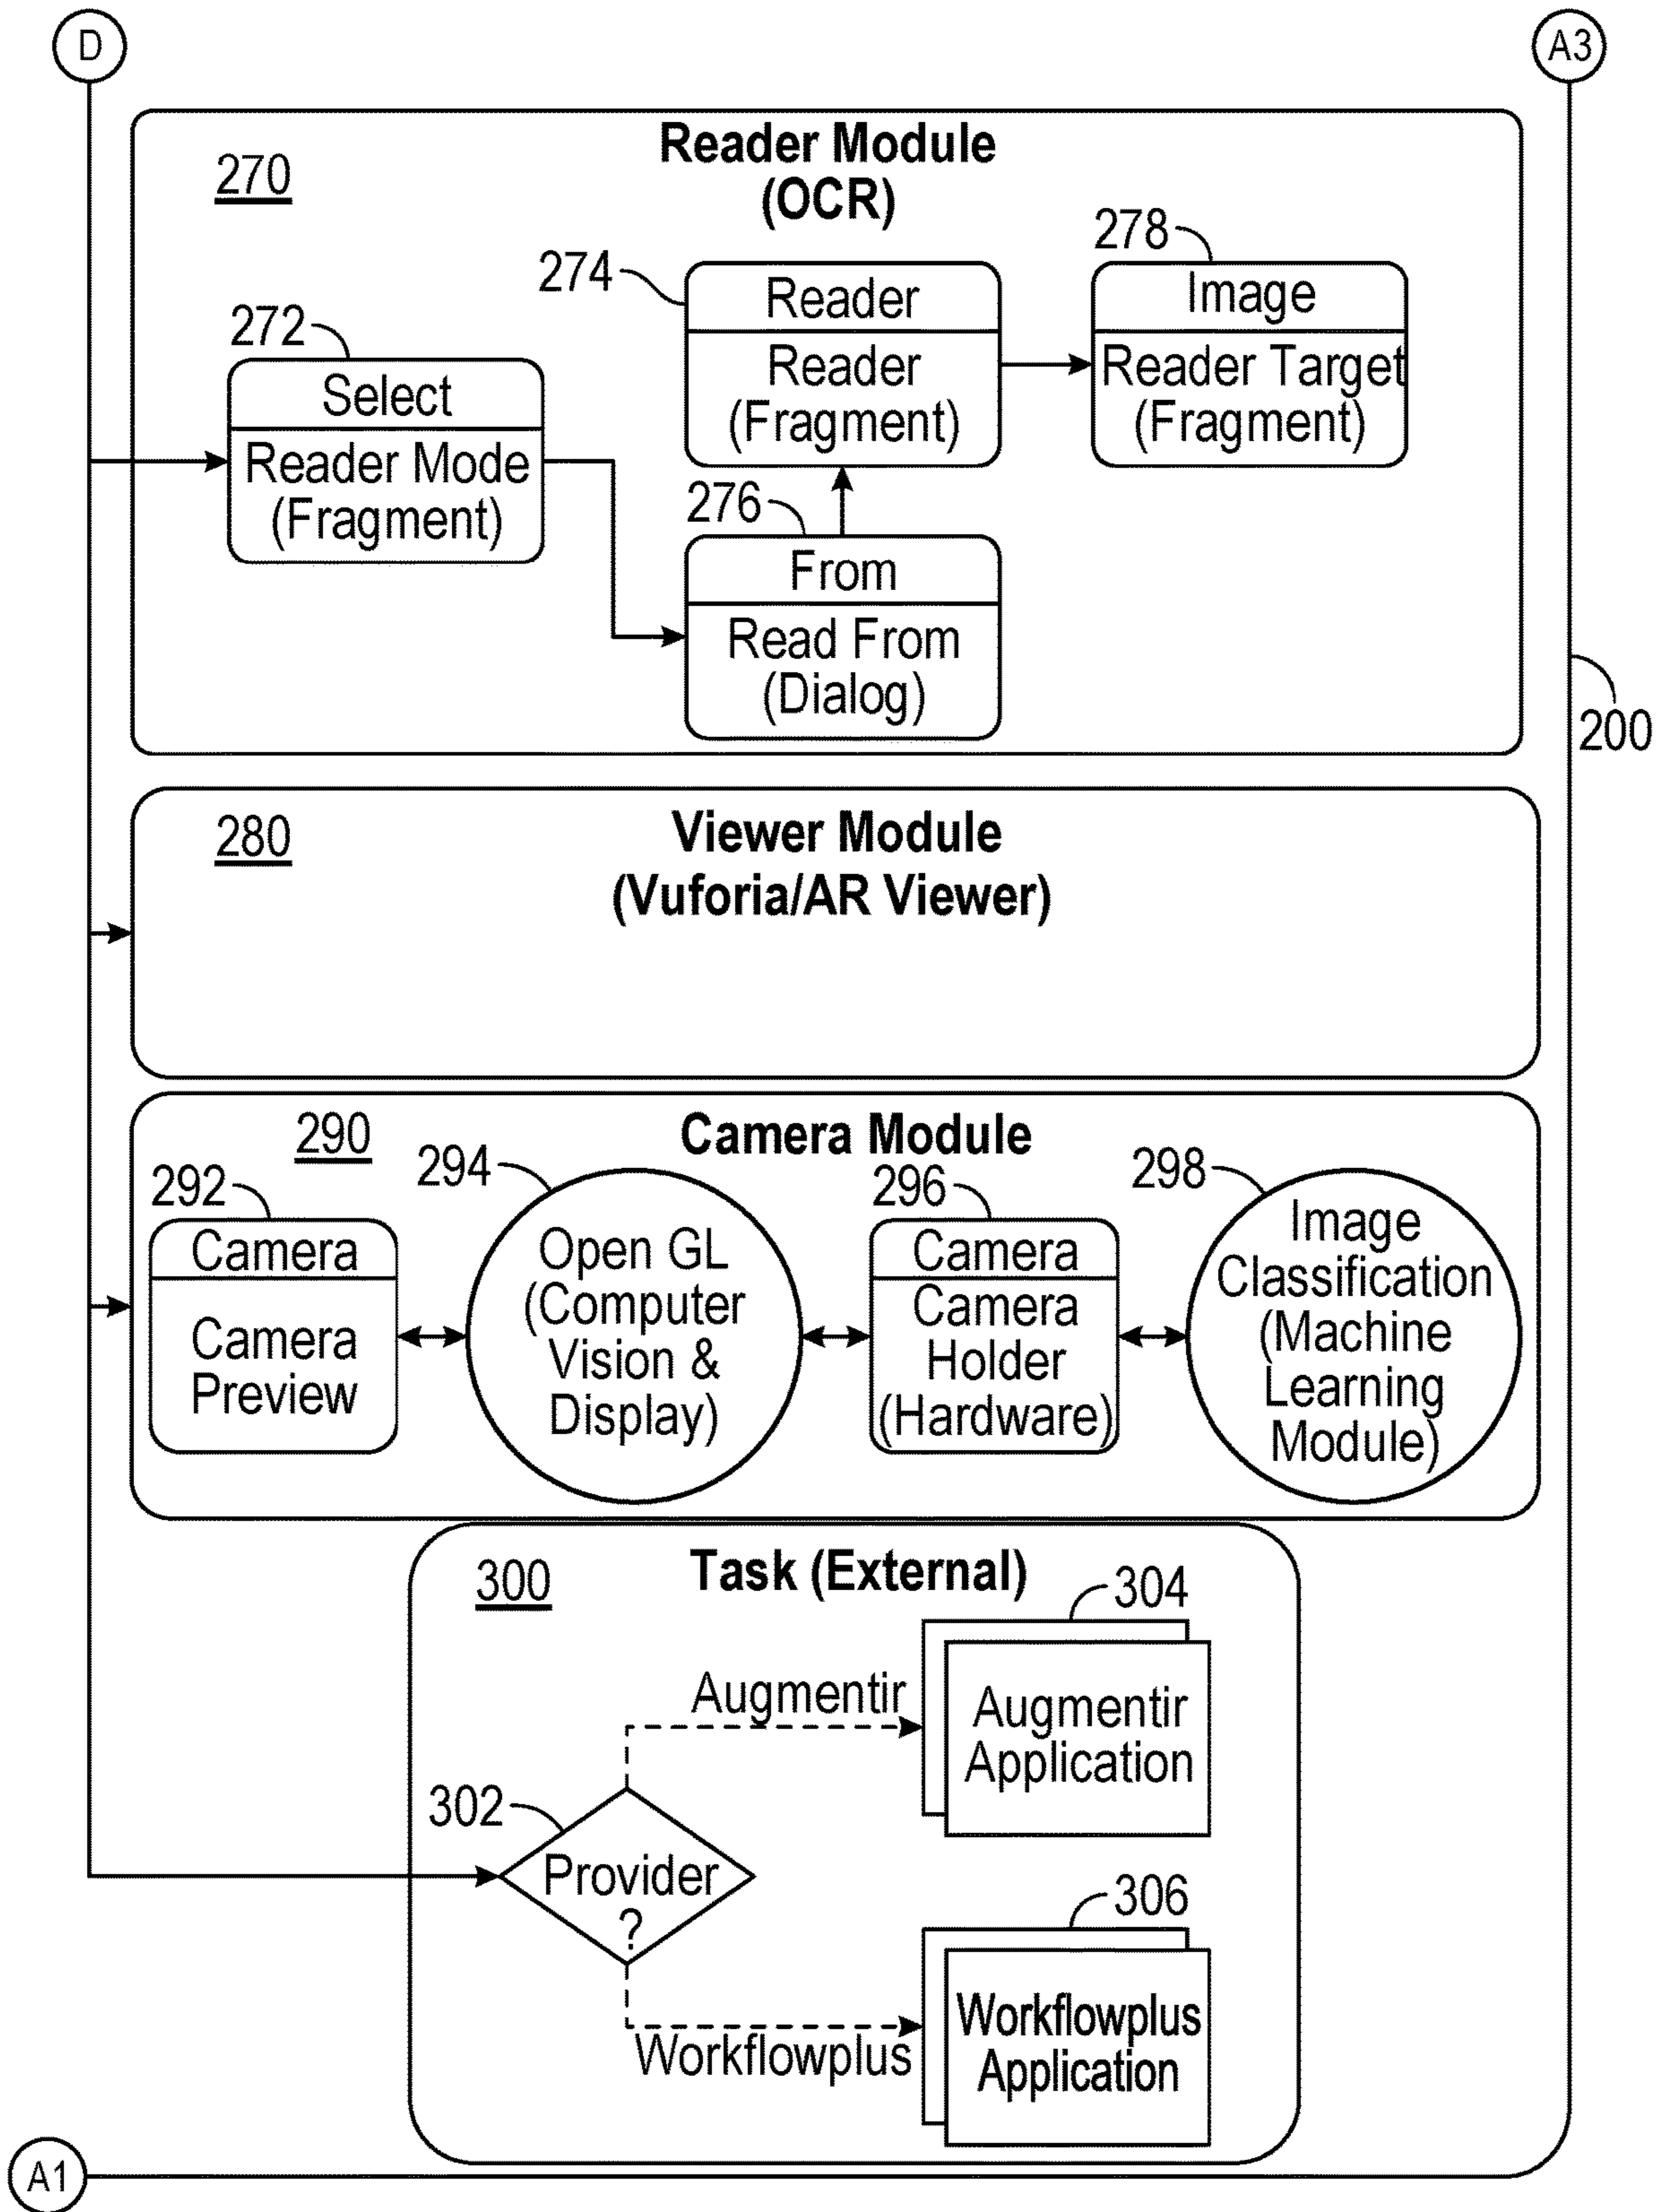 D
A3
Reader Module
(OCR)
270
272
Select
Reader Mode
(Fragment)
274
Reader
Reader
(Fragment)
276
From
Read From
(Dialog)
278
Image
Reader Target
(Fragment)
200
280
Viewer Module
(Vuforia/AR Viewer)
290
Camera Module
292
Camera
Camera
Preview
294
Open GL
(Computer
Vision &
Display)
296
Camera
Camera
Holder
(Hardware)
298
Image
Classification
(Machine
Learning
Module)
300
Task (External)
302
Provider
?
Augmentir
304
Augmentir
Application
Workflowplus
306
Workflowplus
Application
A1